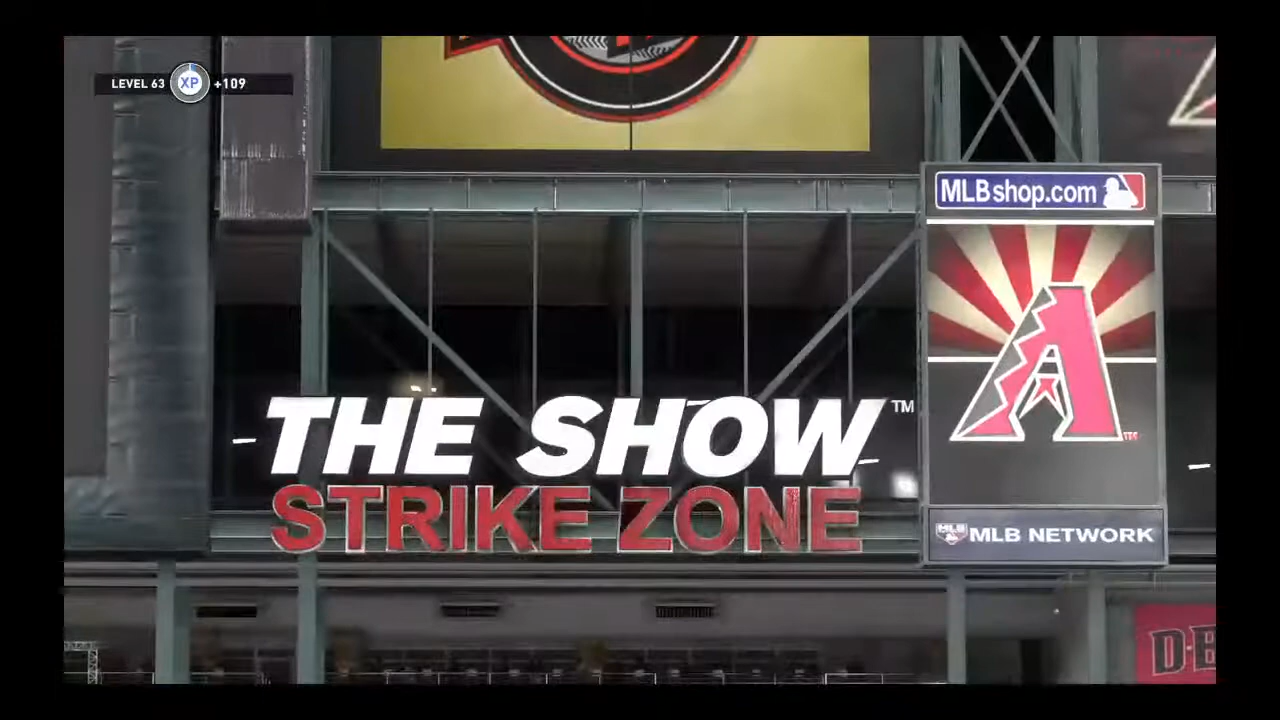 LEVEL 63 XP +109
MLBshop.com
THE SHOW™
STRIKE ZONE
A
MLB NETWORK
D-B